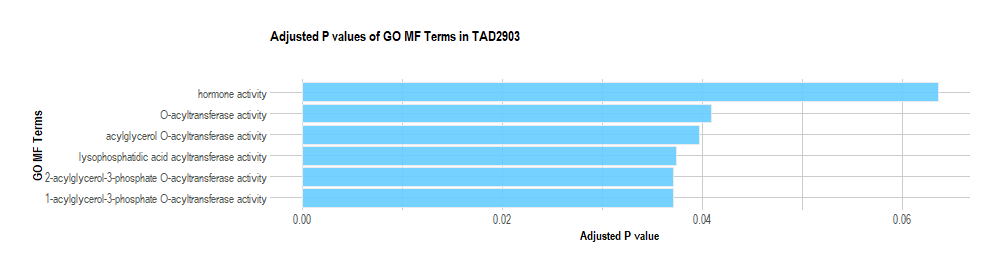 Adjusted P values of GO MF Terms in TAD2903
GO MF Terms
hormone activity
O-acyltransferase activity
acylglycerol O-acyltransferase activity
lysophosphatidic acid acyltransferase activity
2-acylglycerol-3-phosphate O-acyltransferase activity
1-acylglycerol-3-phosphate O-acyltransferase activity
0.00 0.02 0.04 0.06
Adjusted P value